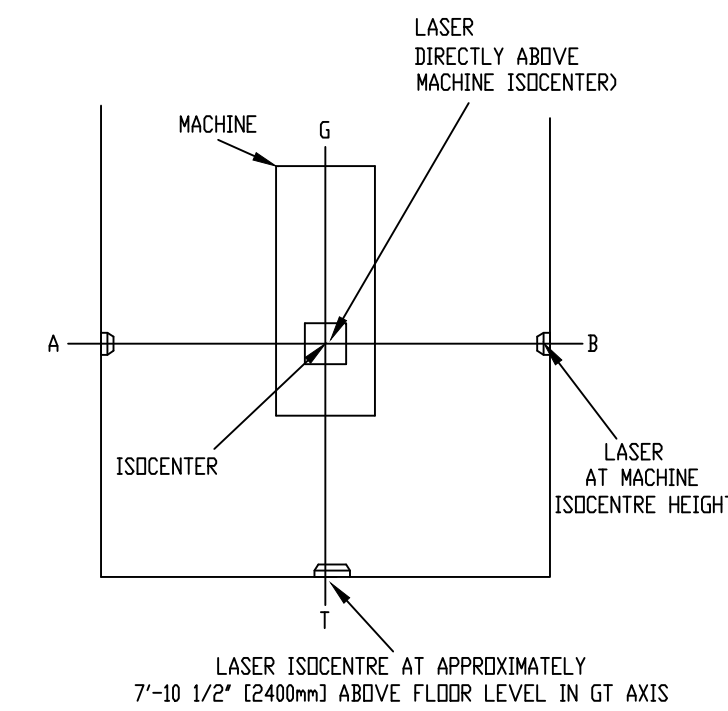 LASER
DIRECTLY ABOVE
MACHINE ISOCENTER)
MACHINE
G
A
B
ISOCENTER
LASER
AT MACHINE
ISOCENTRE HEIGHT
T
LASER ISOCENTRE AT APPROXIMATELY
7'-10 1/2" [2400mm] ABOVE FLOOR LEVEL IN GT AXIS